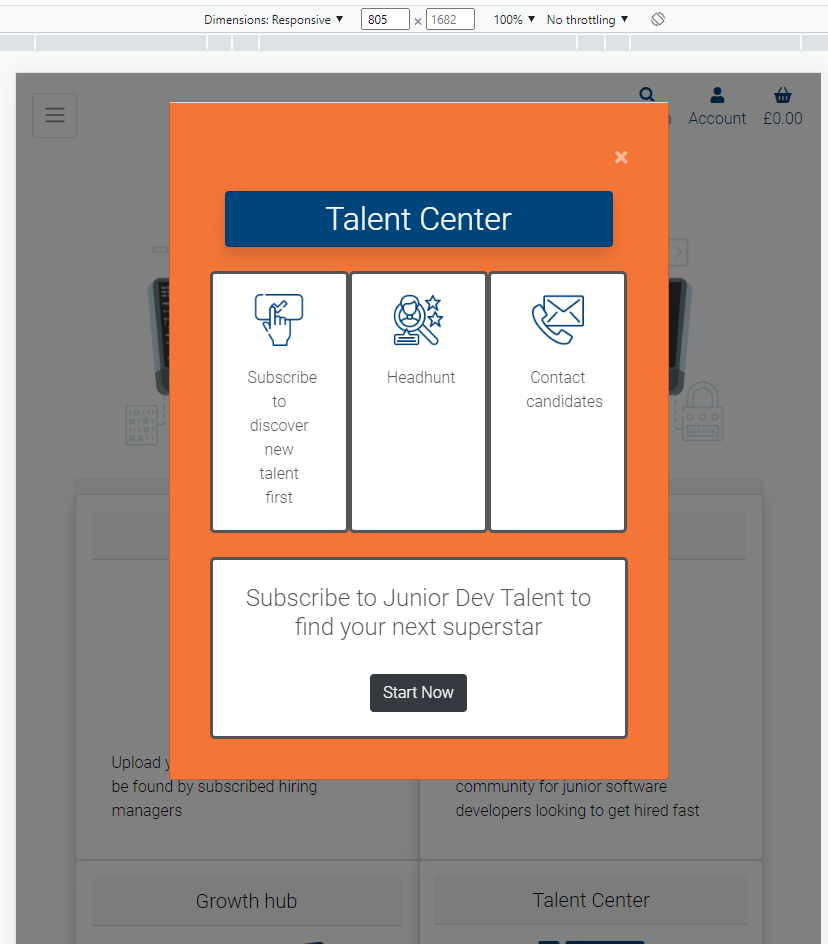 Dimensions: Responsive ▼ 805 × 1682 100% ▼ No throttling ▼
Account £0.00
×
Talent Center
Subscribe
to
discover
new
talent
first
Headhunt
Contact
candidates
Subscribe to Junior Dev Talent to
find your next superstar
Start Now
Upload
be found by subscribed hiring
managers
community for junior software
developers looking to get hired fast
Growth hub
Talent Center